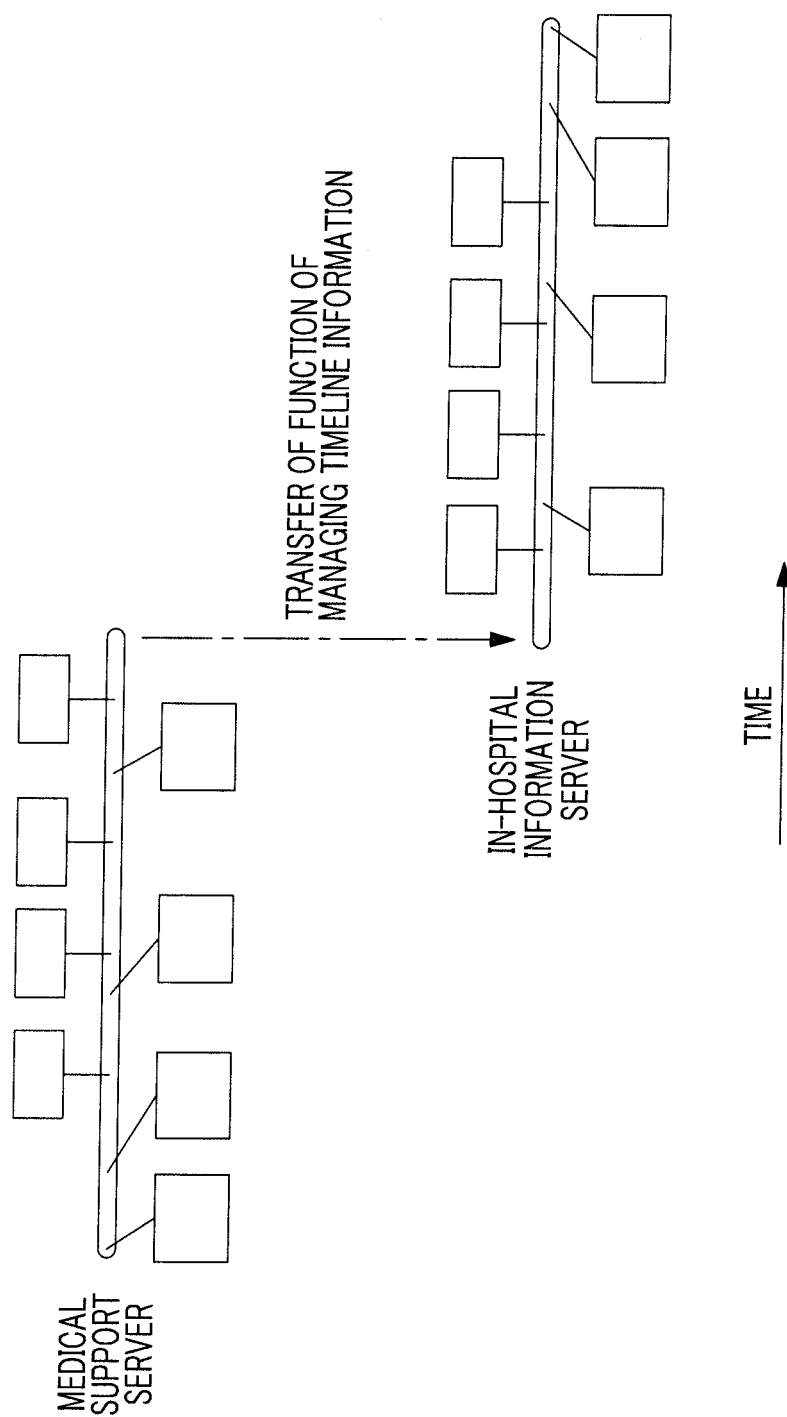 MEDICAL
SUPPORT
SERVER
TRANSFER OF FUNCTION OF
MANAGING TIMELINE INFORMATION
IN-HOSPITAL
INFORMATION
SERVER
TIME